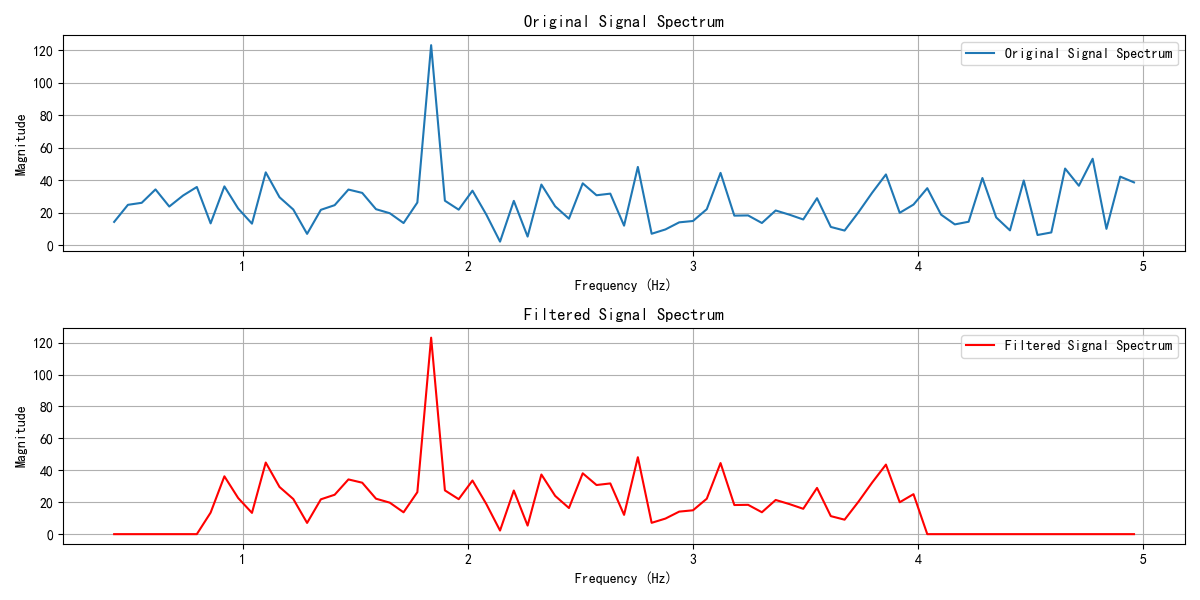 Original Signal Spectrum
Original Signal Spectrum
Magnitude
120
100
80
60
40
20
0
1 2 3 4 5
Frequency (Hz)
Filtered Signal Spectrum
Filtered Signal Spectrum
Magnitude
120
100
80
60
40
20
0
1 2 3 4 5
Frequency (Hz)